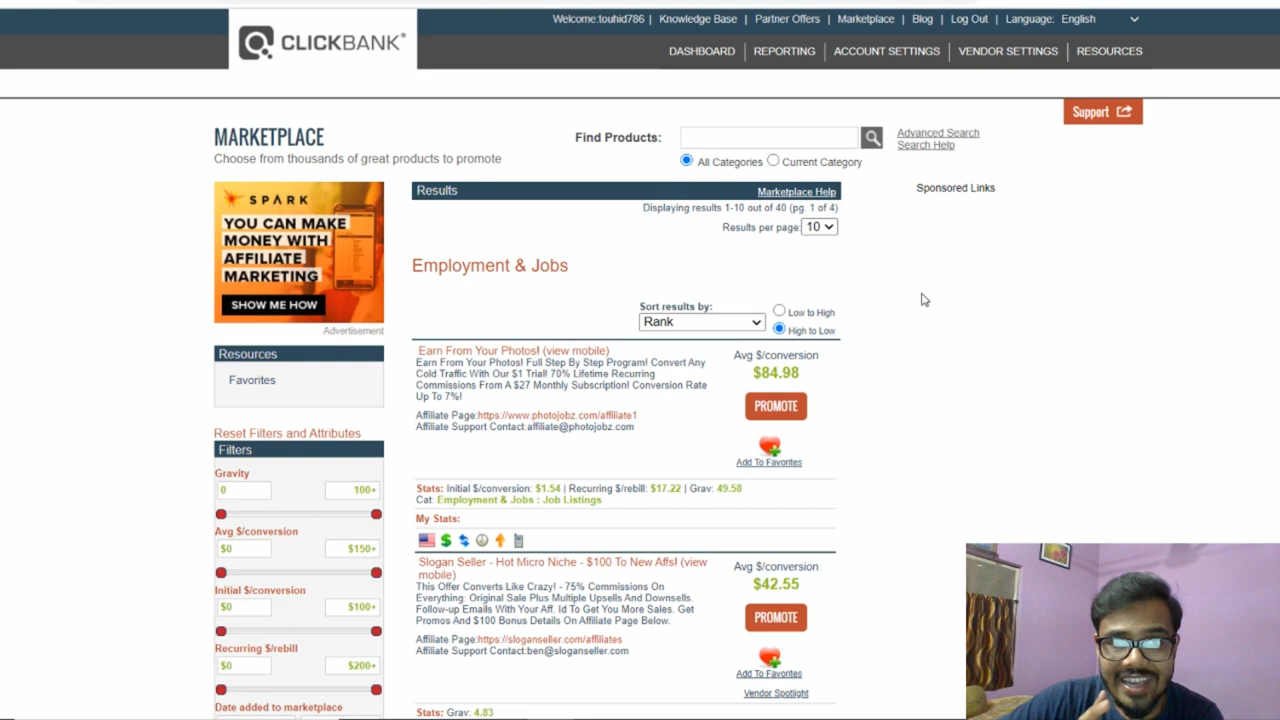 Welcome:touhid786 | Knowledge Base | Partner Offers | Marketplace | Blog | Log Out | Language: English
CLICKBANK®
DASHBOARD | REPORTING | ACCOUNT SETTINGS | VENDOR SETTINGS | RESOURCES
Support
MARKETPLACE
Choose from thousands of great products to promote
Find Products:
Advanced Search
Search Help
All Categories Current Category
SPARK
YOU CAN MAKE
MONEY WITH
AFFILIATE
MARKETING
SHOW ME HOW
Advertisement
Resources
Favorites
Reset Filters and Attributes
Filters
Gravity
0 100+
Avg $/conversion
$0 $150+
Initial $/conversion
$0 $100+
Recurring $/rebill
$0 $200+
Date added to marketplace
Results Marketplace Help
Displaying results 1-10 out of 40 (pg. 1 of 4)
Results per page: 10
Employment & Jobs
Sort results by:
Rank
Low to High
High to Low
Earn From Your Photos! (view mobile)
Earn From Your Photos! Full Step By Step Program! Convert Any
Cold Traffic With Our $1 Trial! 70% Lifetime Recurring
Commissions From A $27 Monthly Subscription! Conversion Rate
Up To 7%!
Affiliate Page:https://www.photojobz.com/affiliate1
Affiliate Support Contact:affiliate@photojobz.com
Avg $/conversion
$84.98
PROMOTE
Add To Favorites
Stats: Initial $/conversion: $1.54 | Recurring $/rebill: $17.22 | Grav: 49.58
Cat: Employment & Jobs : Job Listings
My Stats:
Slogan Seller - Hot Micro Niche - $100 To New Affs! (view
mobile)
This Offer Converts Like Crazy! - 75% Commissions On
Everything: Original Sale Plus Multiple Upsells And Downsells.
Follow-up Emails With Your Aff. Id To Get You More Sales. Get
Promos And $100 Bonus Details On Affiliate Page Below.
Affiliate Page:https://sloganseller.com/affiliates
Affiliate Support Contact:ben@sloganseller.com
Avg $/conversion
$42.55
PROMOTE
Add To Favorites
Vendor Spotlight
Stats: Grav: 4.83
Sponsored Links